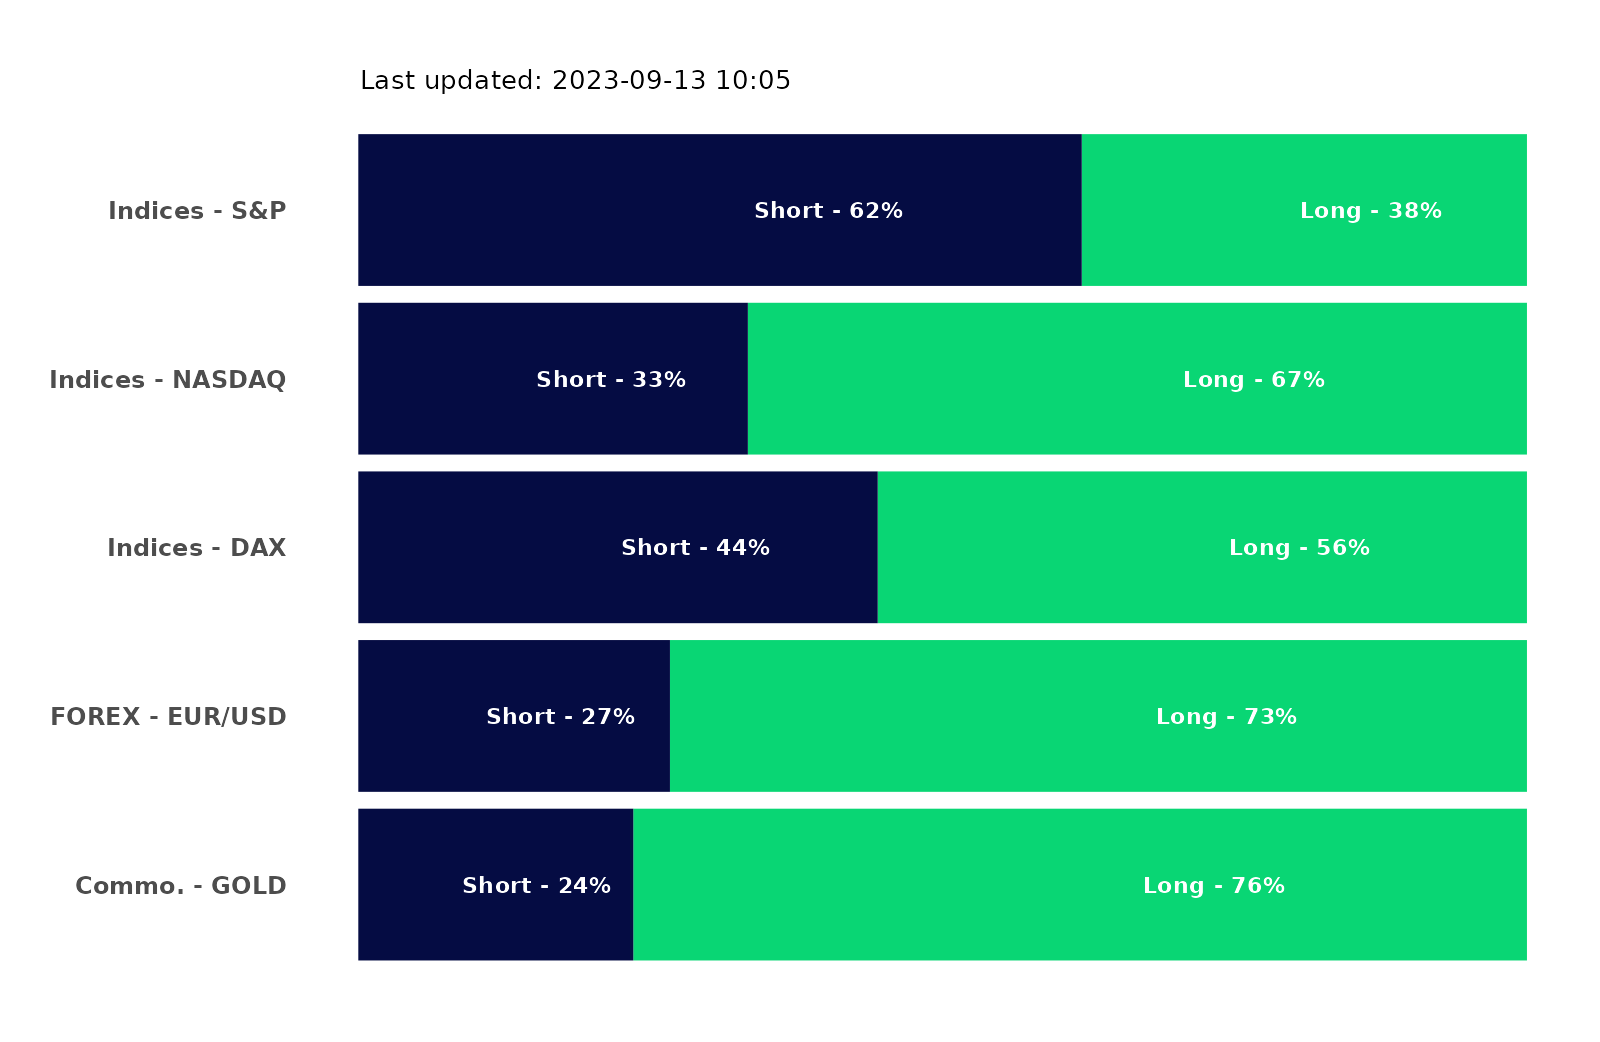 Last updated: 2023-09-13 10:05
Indices - S&P Short - 62% Long - 38%
Indices - NASDAQ Short - 33% Long - 67%
Indices - DAX Short - 44% Long - 56%
FOREX - EUR/USD Short - 27% Long - 73%
Commo. - GOLD Short - 24% Long - 76%